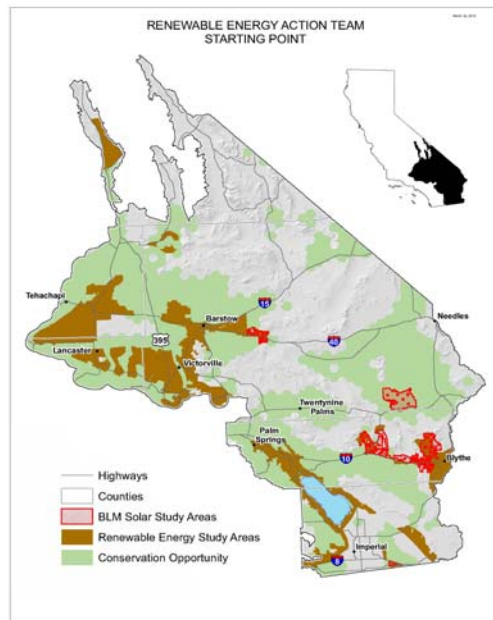 RENEWABLE ENERGY ACTION TEAM
STARTING POINT
Tehachapi
Barstow
15
Needles
395
40
Lancaster
Victorville
Twentynine
Palms
Palm
Springs
10
Blythe
Highways
Counties
BLM Solar Study Areas
Renewable Energy Study Areas
Conservation Opportunity
Imperial
8